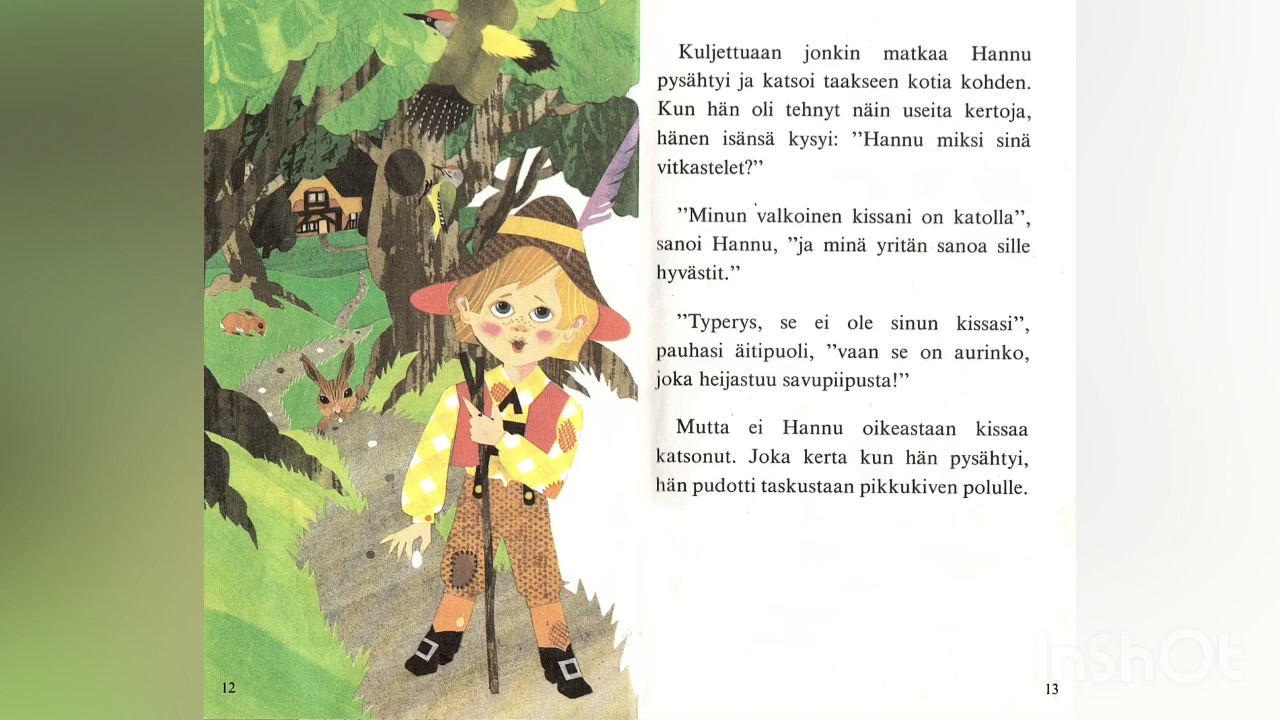 Kuljettuaan jonkin matkaa Hannu
pysähtyi ja katsoi taakseen kotia kohden.
Kun hän oli tehnyt näin useita kertoja,
hänen isänsä kysyi: ”Hannu miksi sinä
vitkastelet?”
”Minun valkoinen kissani on katolla”,
sanoi Hannu, ”ja minä yritän sanoa sille
hyvästit.”
”Typerys, se ei ole sinun kissasi”,
pauhasi äitipuoli, ”vaan se on aurinko,
joka heijastuu savupiipusta!”
Mutta ei Hannu oikeastaan kissaa
katsonut. Joka kerta kun hän pysähtyi,
hän pudotti taskustaan pikkukiven polulle.
12
13
InShOt